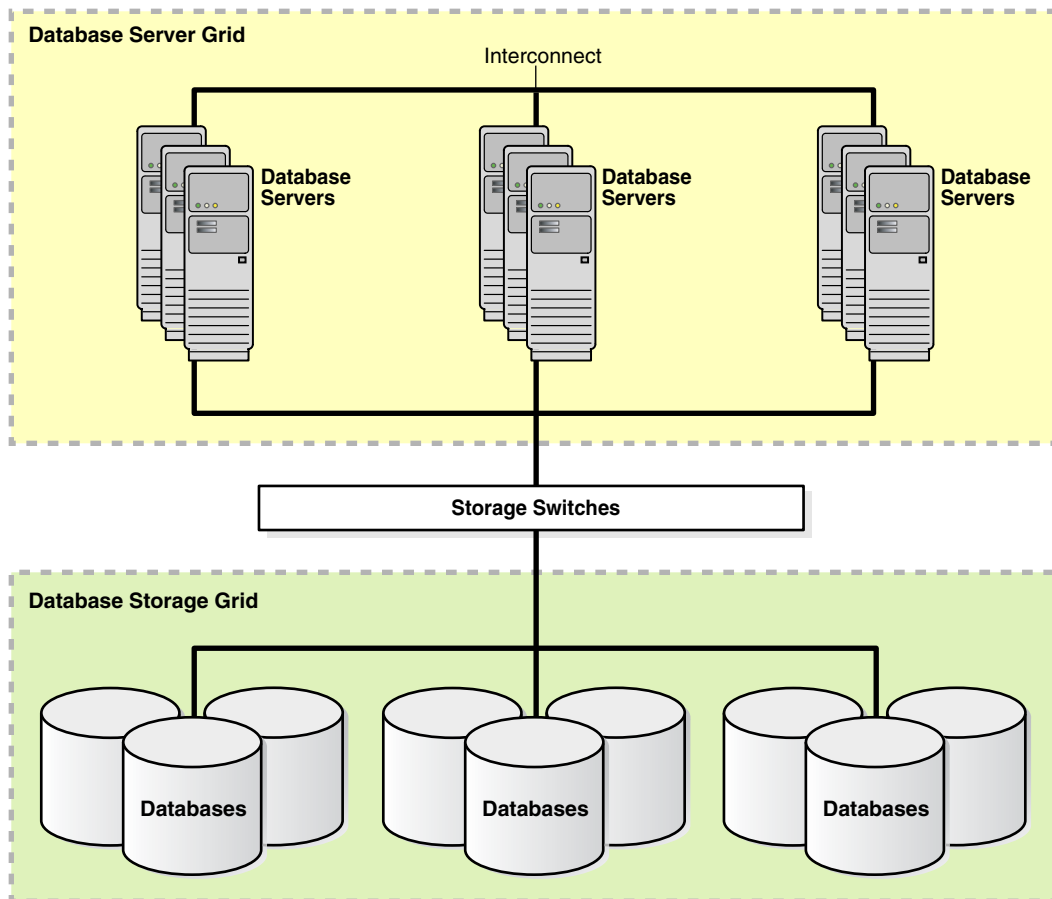 Database Server Grid
Interconnect
Database
Servers
Database
Servers
Database
Servers
Storage Switches
Database Storage Grid
Databases
Databases
Databases